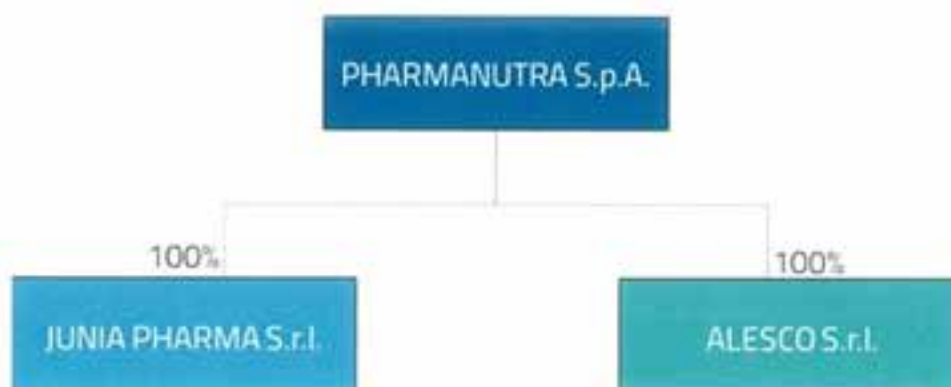 PHARMANUTRA S.p.A.
100%
100%
JUNIA PHARMA S.r.l.
ALESCO S.r.l.